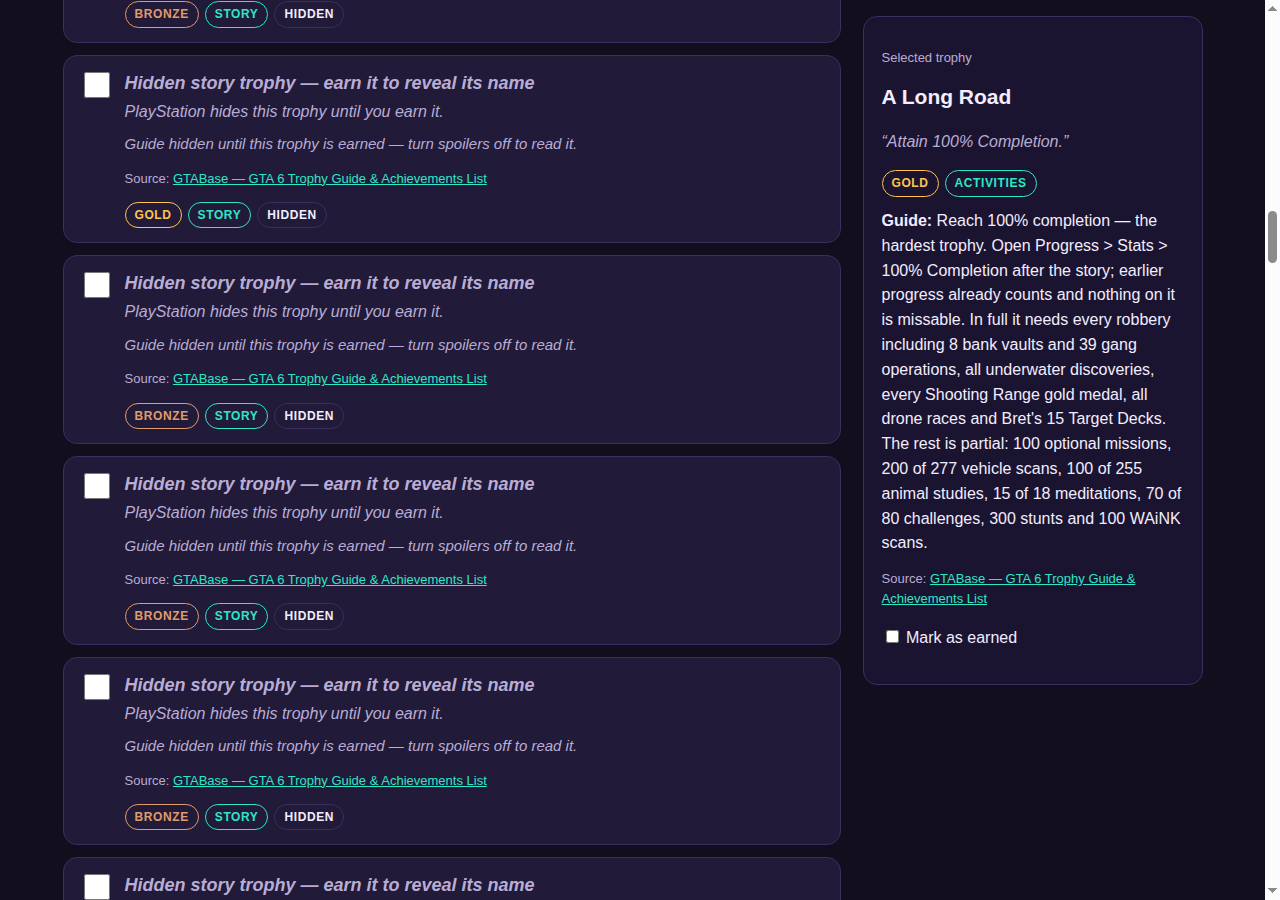 BRONZE STORY HIDDEN
Hidden story trophy — earn it to reveal its name
PlayStation hides this trophy until you earn it.
Guide hidden until this trophy is earned — turn spoilers off to read it.
Source: GTABase — GTA 6 Trophy Guide & Achievements List
GOLD STORY HIDDEN
Hidden story trophy — earn it to reveal its name
PlayStation hides this trophy until you earn it.
Guide hidden until this trophy is earned — turn spoilers off to read it.
Source: GTABase — GTA 6 Trophy Guide & Achievements List
BRONZE STORY HIDDEN
Hidden story trophy — earn it to reveal its name
PlayStation hides this trophy until you earn it.
Guide hidden until this trophy is earned — turn spoilers off to read it.
Source: GTABase — GTA 6 Trophy Guide & Achievements List
BRONZE STORY HIDDEN
Hidden story trophy — earn it to reveal its name
PlayStation hides this trophy until you earn it.
Guide hidden until this trophy is earned — turn spoilers off to read it.
Source: GTABase — GTA 6 Trophy Guide & Achievements List
BRONZE STORY HIDDEN
Hidden story trophy — earn it to reveal its name
Selected trophy
A Long Road
“Attain 100% Completion.”
GOLD ACTIVITIES
Guide: Reach 100% completion — the
hardest trophy. Open Progress > Stats >
100% Completion after the story; earlier
progress already counts and nothing on it
is missable. In full it needs every robbery
including 8 bank vaults and 39 gang
operations, all underwater discoveries,
every Shooting Range gold medal, all
drone races and Bret's 15 Target Decks.
The rest is partial: 100 optional missions,
200 of 277 vehicle scans, 100 of 255
animal studies, 15 of 18 meditations, 70 of
80 challenges, 300 stunts and 100 WAiNK
scans.
Source: GTABase — GTA 6 Trophy Guide &
Achievements List
Mark as earned